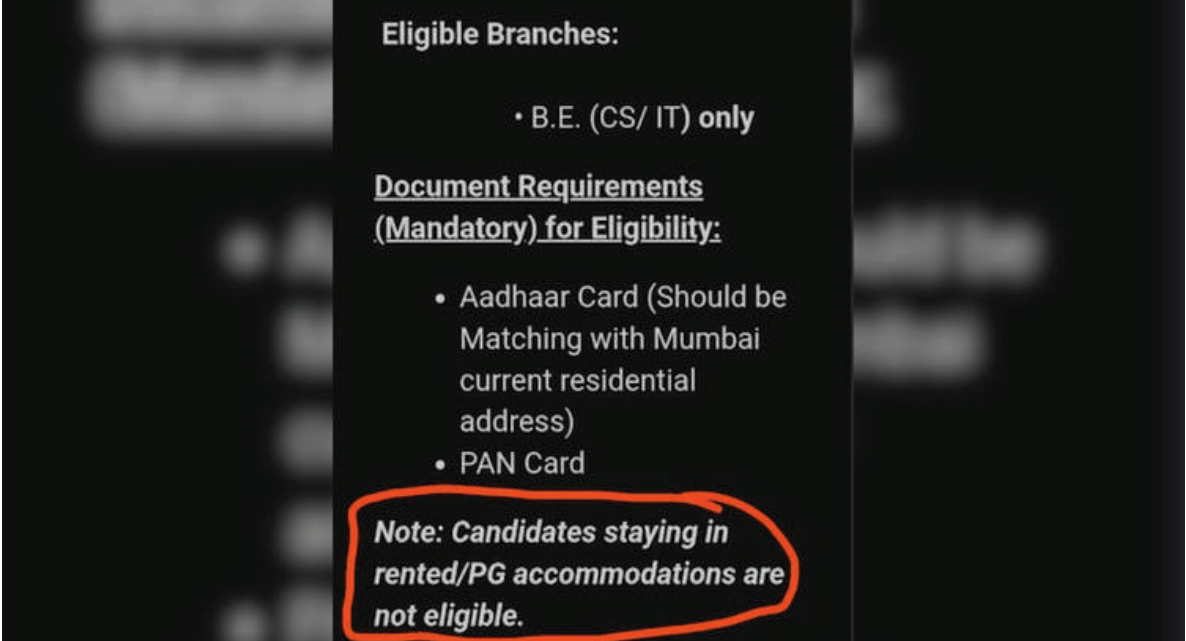 Eligible Branches:
• B.E. (CS/ IT) only
Document Requirements
(Mandatory) for Eligibility:
• Aadhaar Card (Should be
Matching with Mumbai
current residential
address)
• PAN Card
Note: Candidates staying in
rented/PG accommodations are
not eligible.